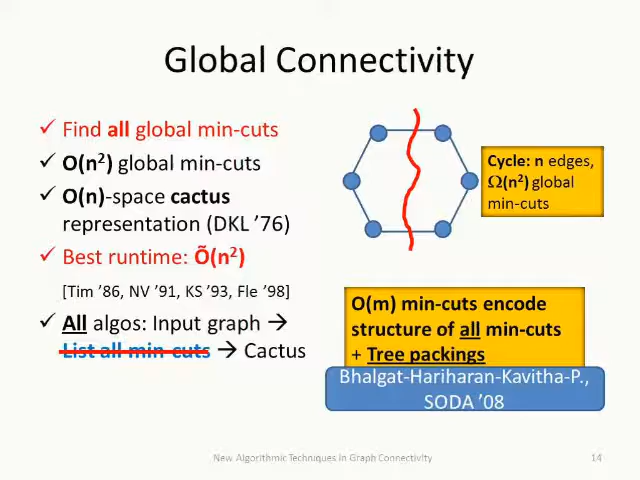 Global Connectivity
✓ Find all global min-cuts
✓ O(n²) global min-cuts
✓ O(n)-space cactus
representation (DKL ’76)
✓ Best runtime: Õ(n²)
[Tim ’86, NV ’91, KS ’93, Fle ’98]
✓ All algos: Input graph →
List all min-cuts → Cactus
Cycle: n edges,
Ω(n²) global
min-cuts
O(m) min-cuts encode
structure of all min-cuts
+ Tree packings
Bhalgat-Hariharan-Kavitha-P.,
SODA ’08
New Algorithmic Techniques in Graph Connectivity
14